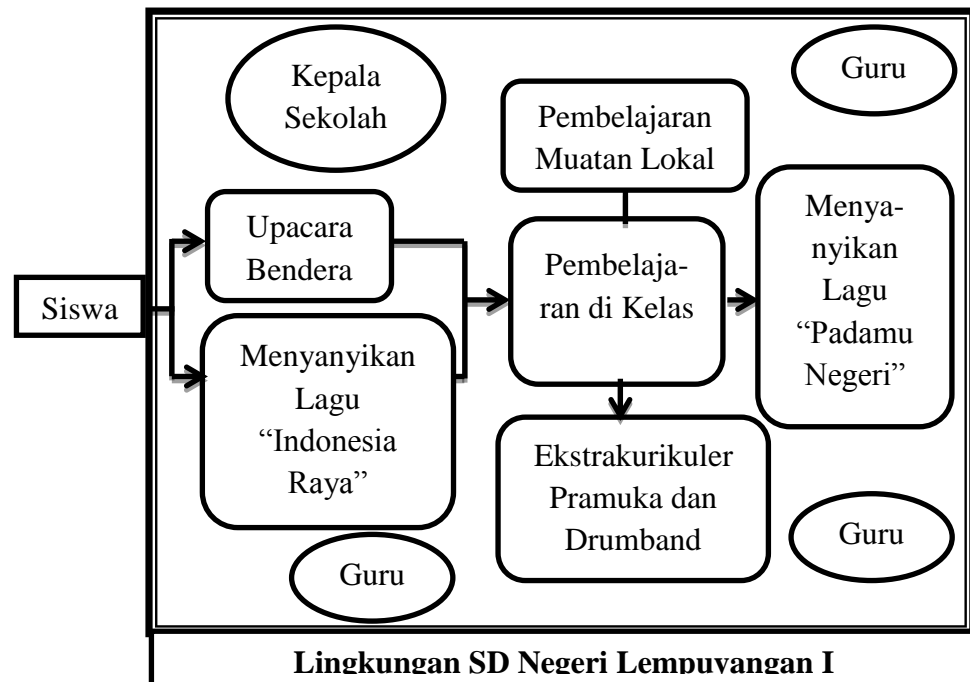 Kepala
Sekolah
Guru
Pembelajaran
Muatan Lokal
Upacara
Bendera
Siswa
Menyanyikan
Lagu
“Indonesia
Raya”
Pembelaja-
ran di Kelas
Menya-
nyikan
Lagu
“Padamu
Negeri”
Ekstrakurikuler
Pramuka dan
Drumband
Guru
Guru
Lingkungan SD Negeri Lempuyangan I